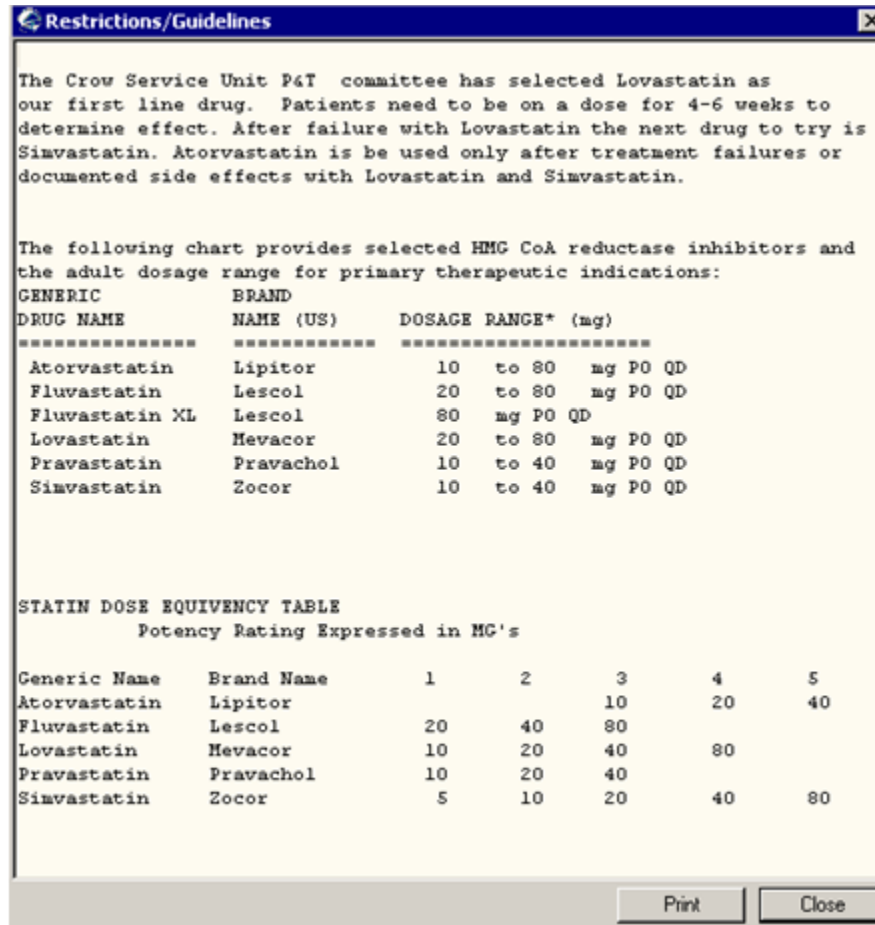 Restrictions/Guidelines
The Crow Service Unit P&T committee has selected Lovastatin as
our first line drug. Patients need to be on a dose for 4-6 weeks to
determine effect. After failure with Lovastatin the next drug to try is
Simvastatin. Atorvastatin is be used only after treatment failures or
documented side effects with Lovastatin and Simvastatin.
The following chart provides selected HMG CoA reductase inhibitors and
the adult dosage range for primary therapeutic indications:
GENERIC BRAND
DRUG NAME NAME (US) DOSAGE RANGE* (mg)
=============== ============ =====================
Atorvastatin Lipitor 10 to 80 mg PO QD
Fluvastatin Lescol 20 to 80 mg PO QD
Fluvastatin XL Lescol 80 mg PO QD
Lovastatin Mevacor 20 to 80 mg PO QD
Pravastatin Pravachol 10 to 40 mg PO QD
Simvastatin Zocor 10 to 40 mg PO QD
STATIN DOSE EQUIVENCY TABLE
Potency Rating Expressed in MG's
Generic Name Brand Name 1 2 3 4 5
Atorvastatin Lipitor 10 20 40
Fluvastatin Lescol 20 40 80
Lovastatin Mevacor 10 20 40 80
Pravastatin Pravachol 10 20 40
Simvastatin Zocor 5 10 20 40 80
Print Close